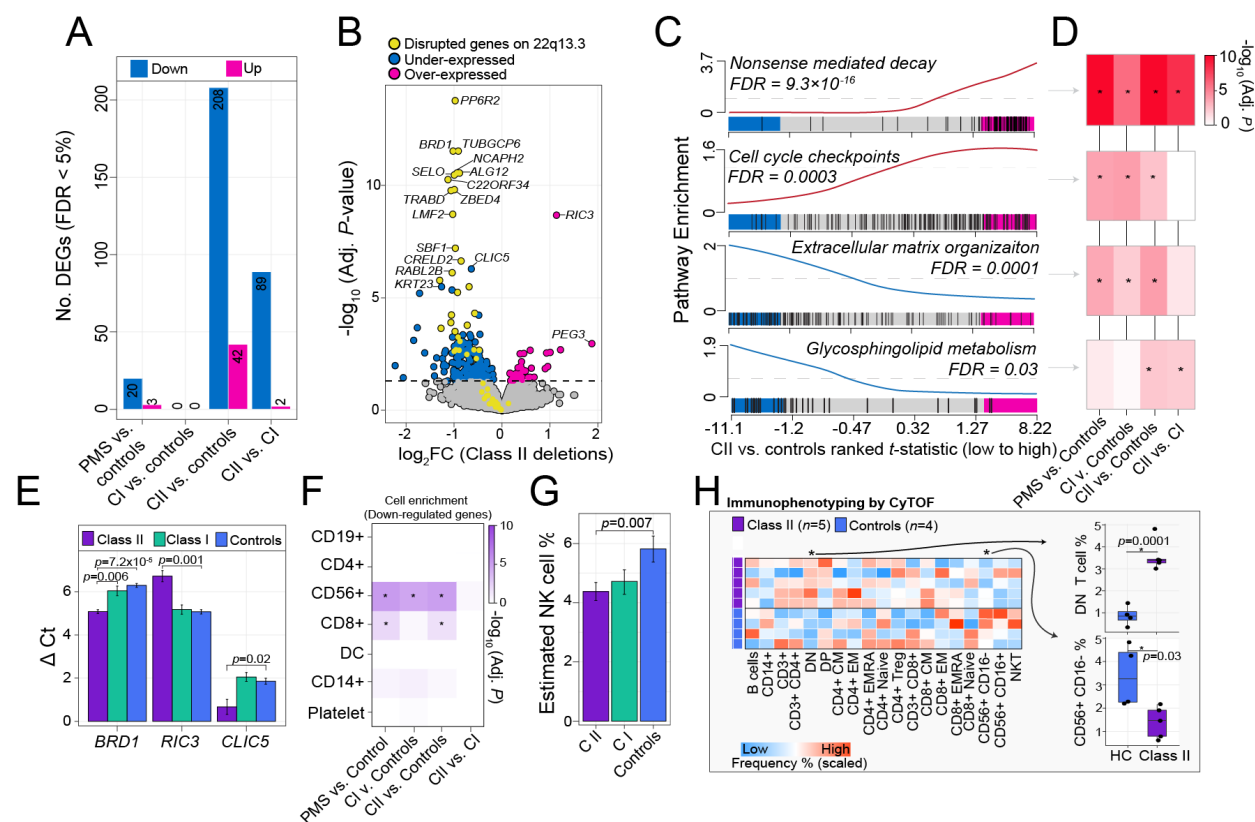 A
Down
Up
No. DEGs (FDR < 5%)
200
150
100
50
0
20
3
0
0
208
42
89
2
PMS vs. controls
CI vs. controls
CII vs. controls
CII vs. CI
B
Disrupted genes on 22q13.3
Under-expressed
Over-expressed
-log10 (Adj. P-value)
10
5
0
PP6R2
BRD1
TUBGCP6
NCAPH2
SELO
ALG12
C22ORF34
TRABD
ZBED4
LMF2
RIC3
SBF1
CRELD2
CLIC5
RABL2B
KRT23
PEG3
-2
-1
0
1
2
log2FC (Class II deletions)
C
Pathway Enrichment
3.7
0
Nonsense mediated decay
FDR = 9.3×10-16
1.6
0
Cell cycle checkpoints
FDR = 0.0003
2
0
Extracellular matrix organizaiton
FDR = 0.0001
1.9
0
Glycosphingolipid metabolism
FDR = 0.03
-11.1
-1.2
-0.47
0.32
1.27
8.22
CII vs. controls ranked t-statistic (low to high)
D
* * * *
* * *
* * *
* *
10
5
0
-log10 (Adj. P)
PMS vs. Controls
CI v. Controls
CII vs. Controls
CII vs. CI
E
Class II
Class I
Controls
p=7.2x10-5
p=0.006
p=0.001
p=0.02
Δ Ct
6
4
2
0
BRD1
RIC3
CLIC5
F
Cell enrichment
(Down-regulated genes)
CD19+
CD4+
CD56+
* * *
CD8+
* *
DC
CD14+
Platelet
10
5
0
-log10 (Adj. P)
PMS vs. Control
CI v. Controls
CII vs. Controls
CII vs. CI
G
p=0.007
Estimated NK cell %
6
4
2
0
C II
C I
Controls
H
Immunophenotyping by CyTOF
Class II (n=5)
Controls (n=4)
* *
B cells
CD14+
CD3+
CD3+ CD4+
DN
DP
CD4+ CM
CD4+ EM
CD4+ EMRA
CD4+ Naive
CD4+ Treg
CD3+ CD8+
CD8+ CM
CD8+ EM
CD8+ EMRA
CD8+ Naive
CD56+ CD16-
CD56+ CD16+
NKT
Low
High
Frequency % (scaled)
DN T cell %
5
4
3
2
1
p=0.0001
*
CD56+ CD16- %
5
4
3
2
1
*
p=0.03
HC
Class II